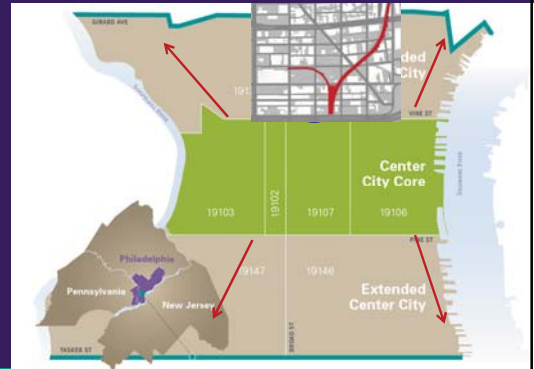 GIRARD AVE
ded
City
VINE ST
Center
City Core
19103
19102
19107
19106
PINE ST
19147
19146
Philadelphia
Pennsylvania
New Jersey
Extended
Center City
BROAD ST
TASKER ST